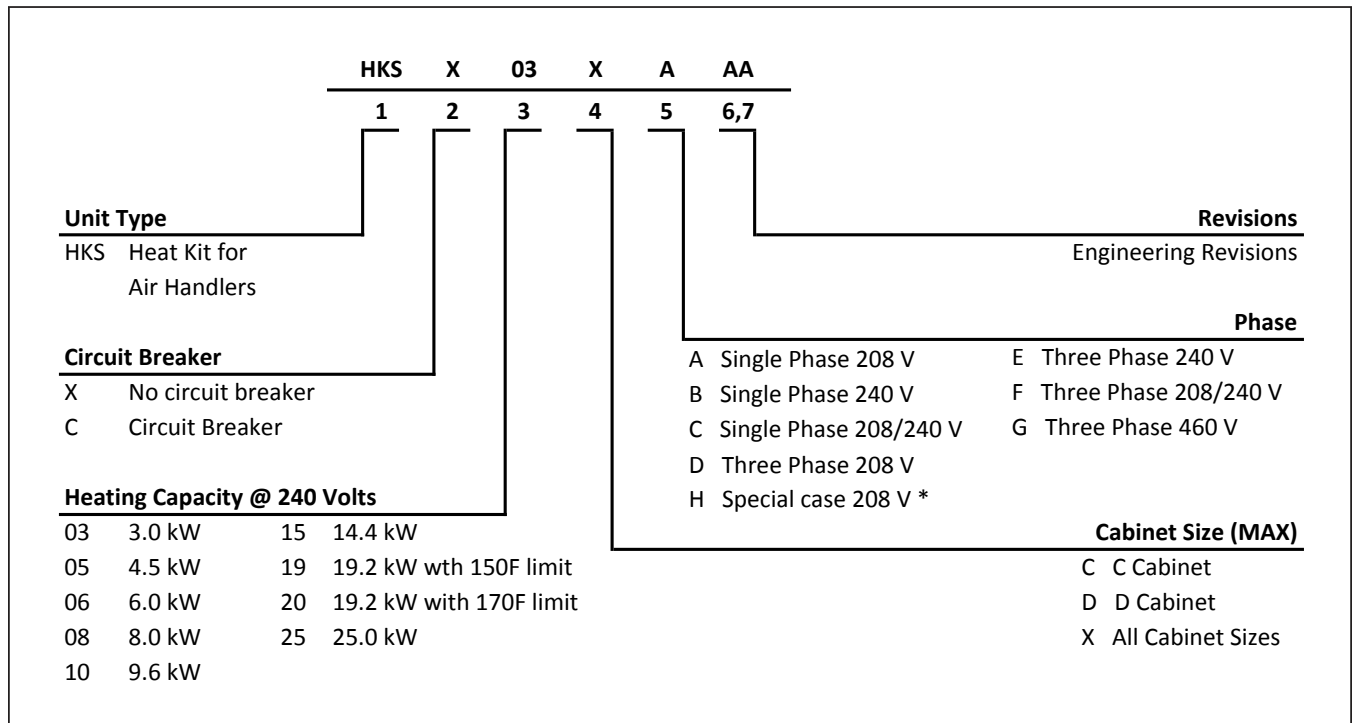 HKS X 03 X A AA
1 2 3 4 5 6,7
Unit Type
HKS Heat Kit for
Air Handlers
Circuit Breaker
X No circuit breaker
C Circuit Breaker
Heating Capacity @ 240 Volts
03 3.0 kW 15 14.4 kW
05 4.5 kW 19 19.2 kW wth 150F limit
06 6.0 kW 20 19.2 kW with 170F limit
08 8.0 kW 25 25.0 kW
10 9.6 kW
Revisions
Engineering Revisions
Phase
A Single Phase 208 V E Three Phase 240 V
B Single Phase 240 V F Three Phase 208/240 V
C Single Phase 208/240 V G Three Phase 460 V
D Three Phase 208 V
H Special case 208 V *
Cabinet Size (MAX)
C C Cabinet
D D Cabinet
X All Cabinet Sizes